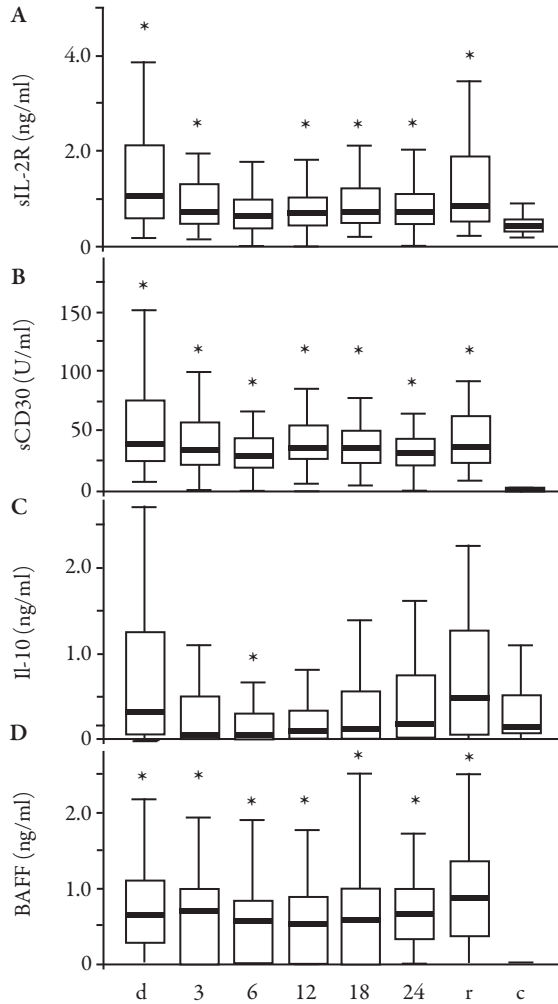 A
sIL-2R (ng/ml)
4.0
2.0
0
* * * * * *
B
sCD30 (U/ml)
150
100
50
0
* * * * * * *
C
Il-10 (ng/ml)
2.0
1.0
0
*
D
BAFF (ng/ml)
2.0
1.0
0
* * * * * * *
d 3 6 12 18 24 r c